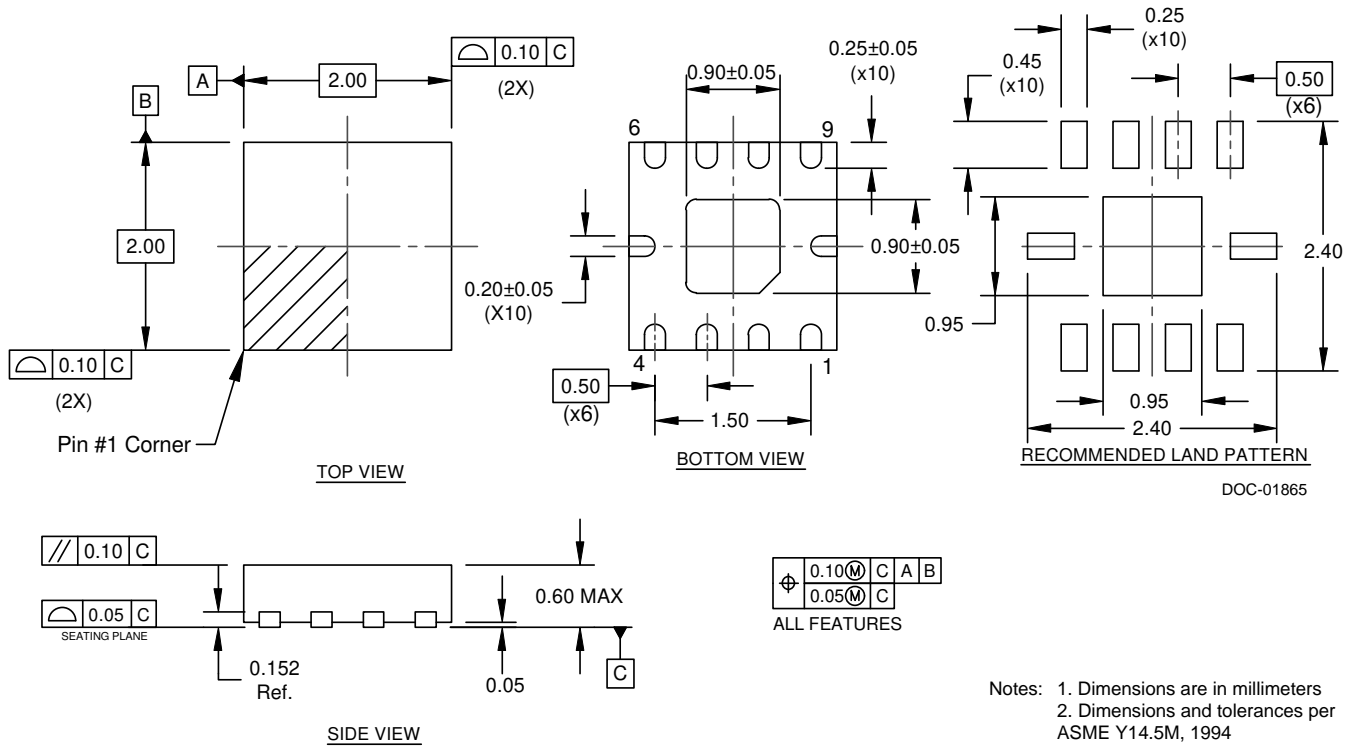 A
2.00
0.10 C
(2X)
B
2.00
0.10 C
(2X)
Pin #1 Corner
TOP VIEW
0.90±0.05
0.25±0.05
(x10)
6
9
0.90±0.05
0.20±0.05
(X10)
4
1
0.50
(x6)
1.50
BOTTOM VIEW
0.25
(x10)
0.45
(x10)
0.50
(x6)
2.40
0.95
0.95
2.40
RECOMMENDED LAND PATTERN
DOC-01865
// 0.10 C
0.05 C
SEATING PLANE
0.152
Ref.
0.60 MAX
0.05
C
SIDE VIEW
⌖ 0.10Ⓜ C A B
0.05Ⓜ C
ALL FEATURES
Notes: 1. Dimensions are in millimeters
2. Dimensions and tolerances per
ASME Y14.5M, 1994